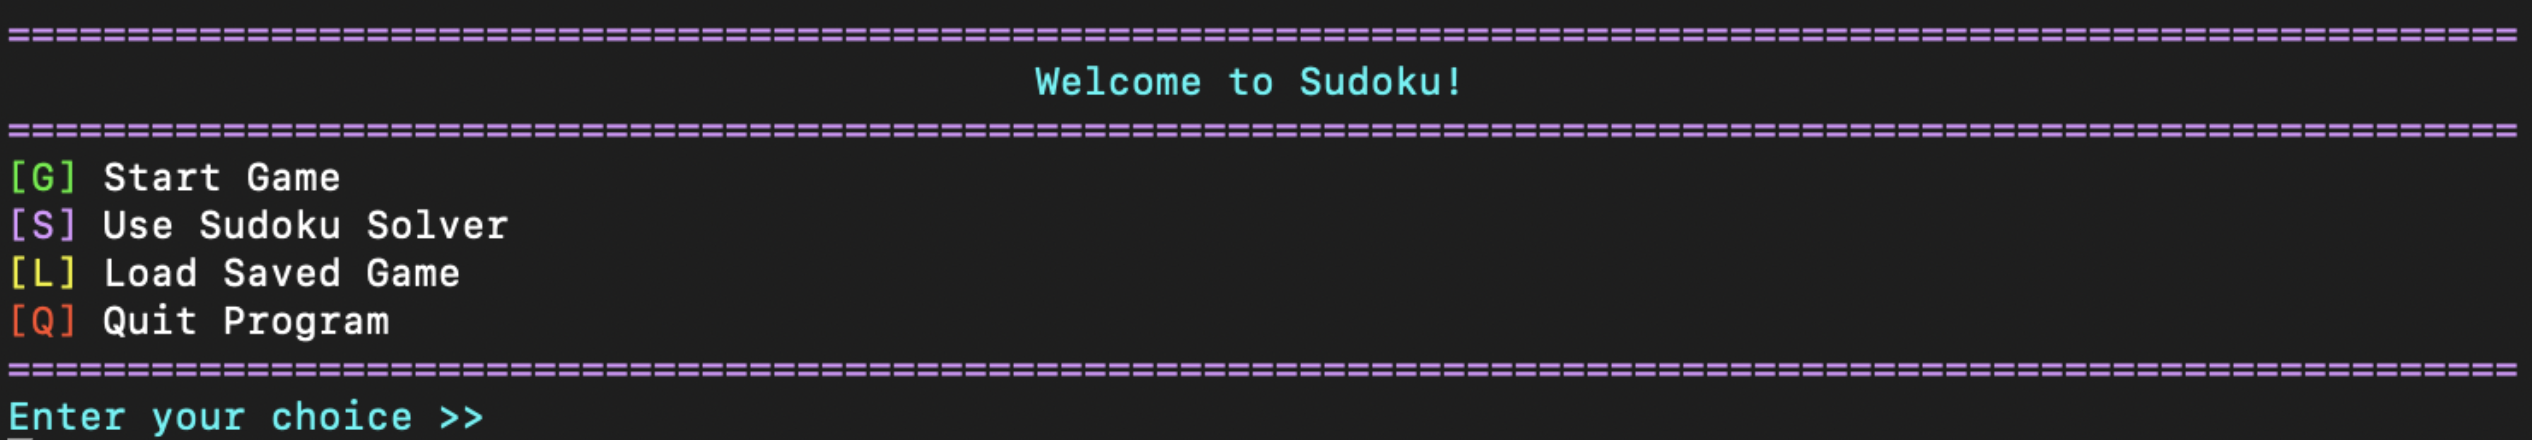 =========================================================================================================
Welcome to Sudoku!
=========================================================================================================
[G] Start Game
[S] Use Sudoku Solver
[L] Load Saved Game
[Q] Quit Program
=========================================================================================================
Enter your choice >>